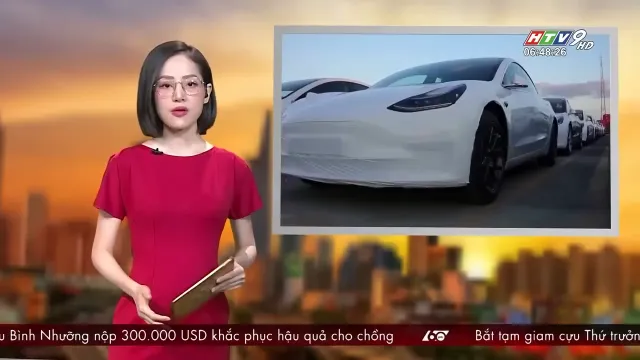 HTV9 HD
06:48:26
u Bình Nhưỡng nộp 300.000 USD khắc phục hậu quả cho chồng
60
Bắt tạm giam cựu Thứ trưởn